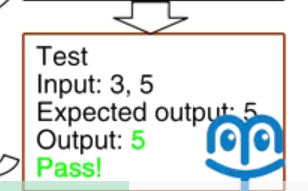 Test
Input: 3, 5
Expected output: 5
Output: 5
Pass!